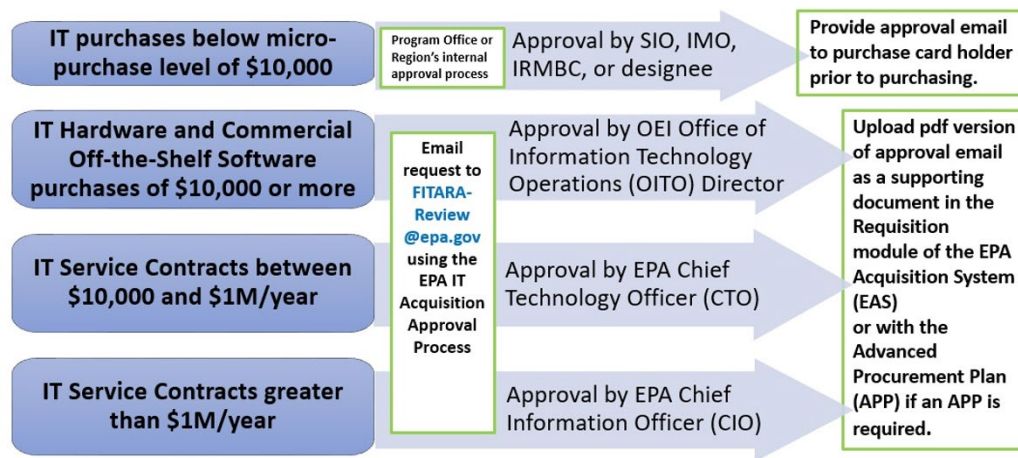 IT purchases below micro-
purchase level of $10,000
Program Office or
Region's internal
approval process
Approval by SIO, IMO,
IRMBC, or designee
Provide approval email
to purchase card holder
prior to purchasing.
IT Hardware and Commercial
Off-the-Shelf Software
purchases of $10,000 or more
Email
request to
FITARA-
Review
@epa.gov
using the
EPA IT
Acquisition
Approval
Process
Approval by OEI Office of
Information Technology
Operations (OITO) Director
Upload pdf version
of approval email
as a supporting
document in the
Requisition
module of the EPA
Acquisition System
(EAS)
or with the
Advanced
Procurement Plan
(APP) if an APP is
required.
IT Service Contracts between
$10,000 and $1M/year
Approval by EPA Chief
Technology Officer (CTO)
IT Service Contracts greater
than $1M/year
Approval by EPA Chief
Information Officer (CIO)